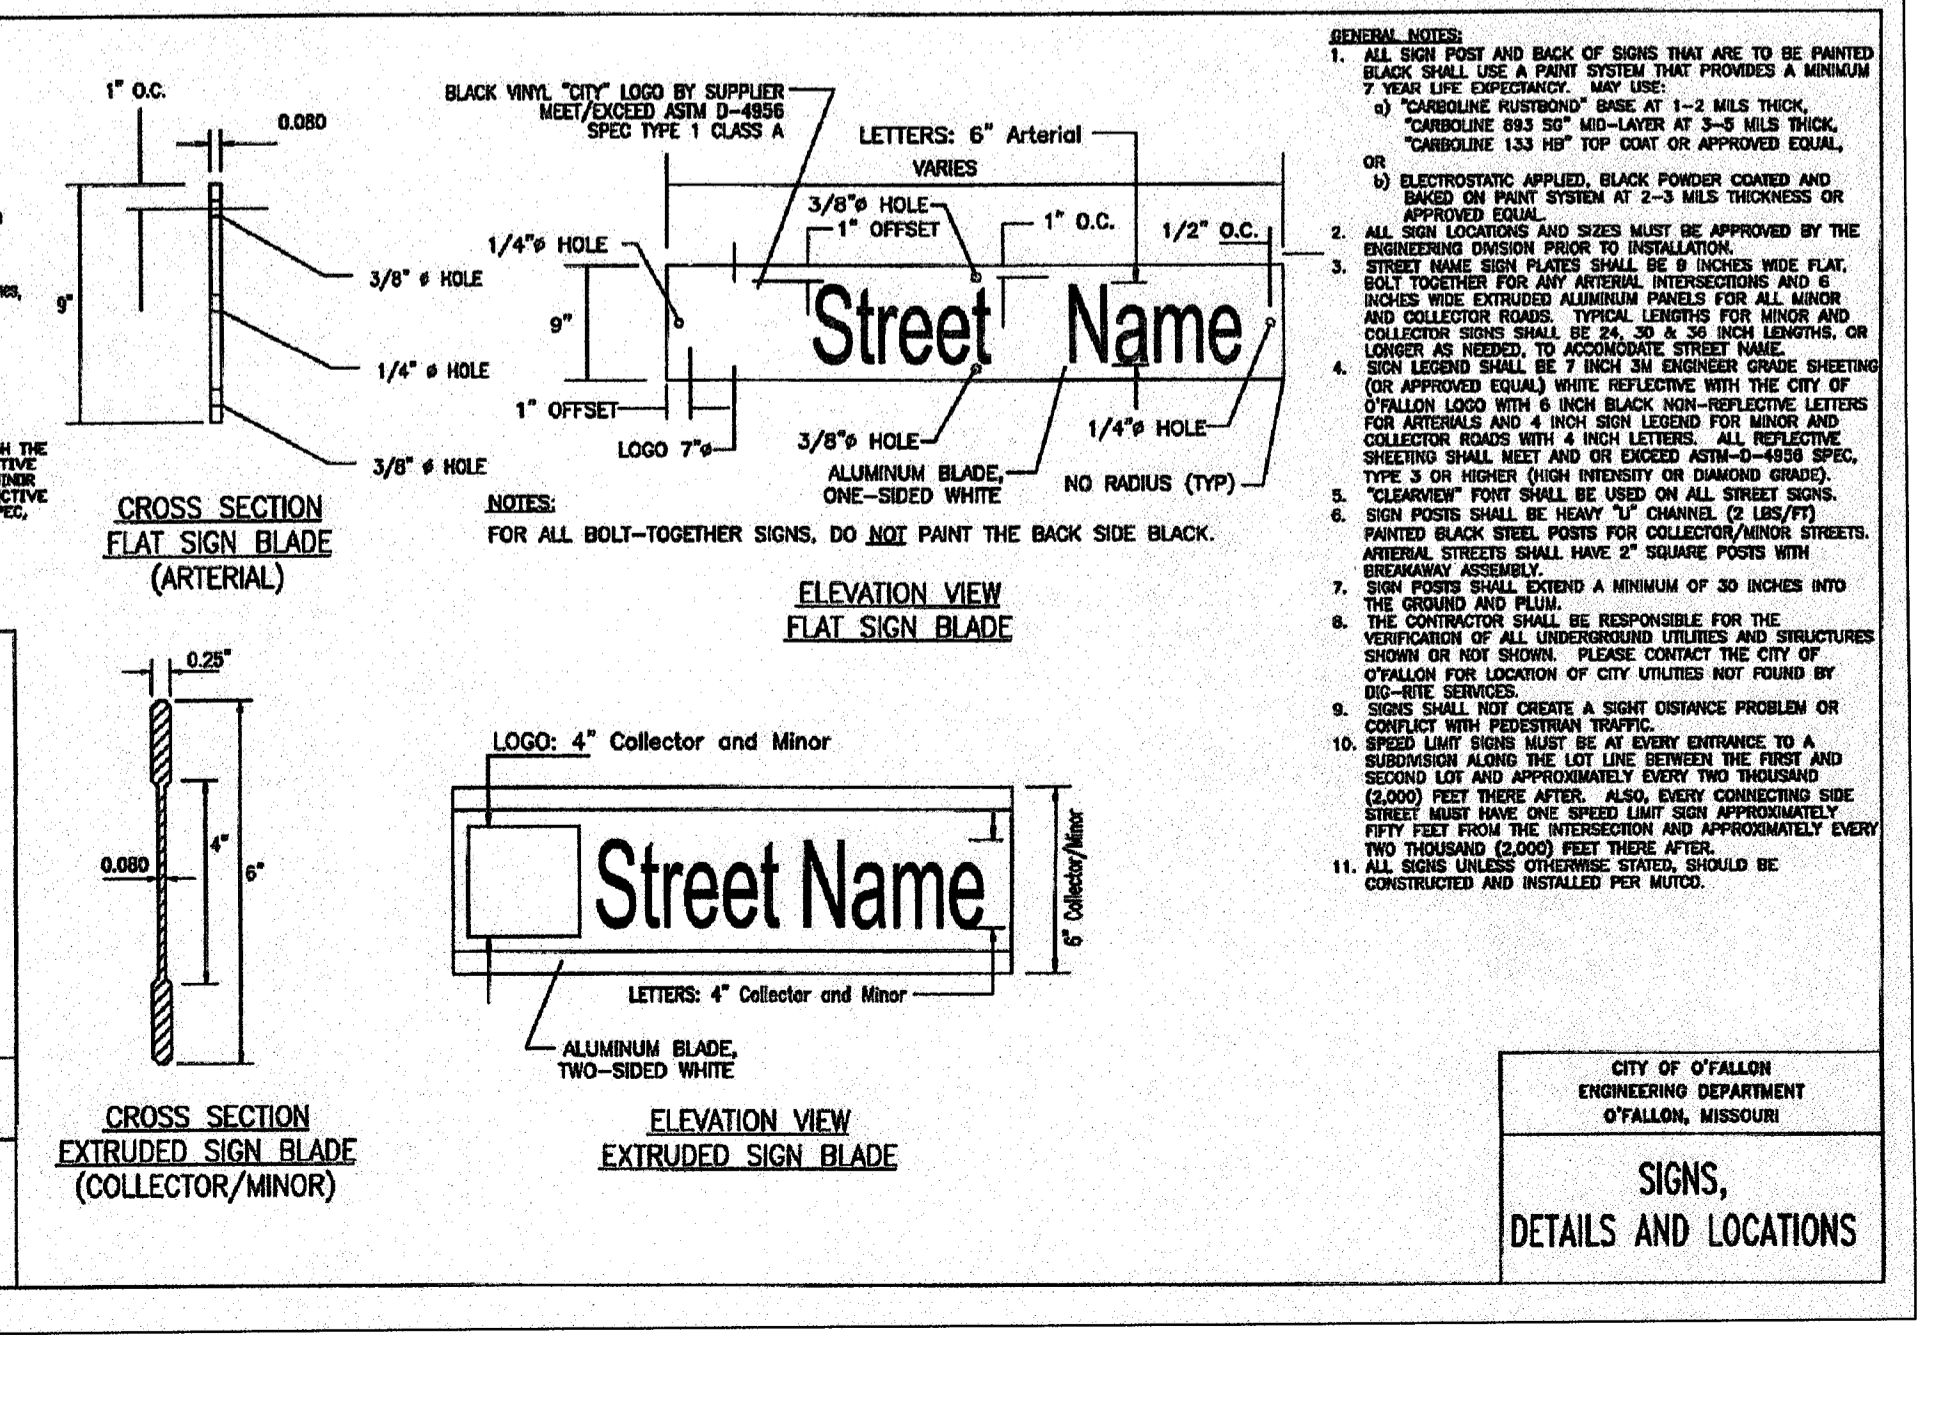 1" O.C.
0.080
9"
3/8" ø HOLE
1/4" ø HOLE
3/8" ø HOLE
CROSS SECTION
FLAT SIGN BLADE
(ARTERIAL)
H THE
TIVE
INOR
CTIVE
PEC,
BLACK VINYL "CITY" LOGO BY SUPPLIER
MEET/EXCEED ASTM D-4956
SPEC TYPE 1 CLASS A
LETTERS: 6" Arterial
VARIES
3/8"ø HOLE
1" OFFSET
1" O.C.
1/2" O.C.
1/4"ø HOLE
9"
Street Name
1" OFFSET
LOGO 7"ø
3/8"ø HOLE
1/4"ø HOLE
ALUMINUM BLADE,
ONE-SIDED WHITE
NO RADIUS (TYP)
NOTES:
FOR ALL BOLT-TOGETHER SIGNS, DO NOT PAINT THE BACK SIDE BLACK.
ELEVATION VIEW
FLAT SIGN BLADE
0.25"
0.080
4"
6"
CROSS SECTION
EXTRUDED SIGN BLADE
(COLLECTOR/MINOR)
LOGO: 4" Collector and Minor
Street Name
6" Collector/Minor
LETTERS: 4" Collector and Minor
ALUMINUM BLADE,
TWO-SIDED WHITE
ELEVATION VIEW
EXTRUDED SIGN BLADE
GENERAL NOTES:
1. ALL SIGN POST AND BACK OF SIGNS THAT ARE TO BE PAINTED
BLACK SHALL USE A PAINT SYSTEM THAT PROVIDES A MINIMUM
7 YEAR LIFE EXPECTANCY. MAY USE:
a) "CARBOLINE RUSTBOND" BASE AT 1-2 MILS THICK,
"CARBOLINE 893 SG" MID-LAYER AT 3-5 MILS THICK,
"CARBOLINE 133 HB" TOP COAT OR APPROVED EQUAL,
OR
b) ELECTROSTATIC APPLIED, BLACK POWDER COATED AND
BAKED ON PAINT SYSTEM AT 2-3 MILS THICKNESS OR
APPROVED EQUAL.
2. ALL SIGN LOCATIONS AND SIZES MUST BE APPROVED BY THE
ENGINEERING DIVISION PRIOR TO INSTALLATION.
3. STREET NAME SIGN PLATES SHALL BE 9 INCHES WIDE FLAT,
BOLT TOGETHER FOR ANY ARTERIAL INTERSECTIONS AND 6
INCHES WIDE EXTRUDED ALUMINUM PANELS FOR ALL MINOR
AND COLLECTOR ROADS. TYPICAL LENGTHS FOR MINOR AND
COLLECTOR SIGNS SHALL BE 24, 30 & 36 INCH LENGTHS, OR
LONGER AS NEEDED, TO ACCOMODATE STREET NAME.
4. SIGN LEGEND SHALL BE 7 INCH 3M ENGINEER GRADE SHEETING
(OR APPROVED EQUAL) WHITE REFLECTIVE WITH THE CITY OF
O'FALLON LOGO WITH 6 INCH BLACK NON-REFLECTIVE LETTERS
FOR ARTERIALS AND 4 INCH SIGN LEGEND FOR MINOR AND
COLLECTOR ROADS WITH 4 INCH LETTERS. ALL REFLECTIVE
SHEETING SHALL MEET AND OR EXCEED ASTM-D-4956 SPEC,
TYPE 3 OR HIGHER (HIGH INTENSITY OR DIAMOND GRADE).
5. "CLEARVIEW" FONT SHALL BE USED ON ALL STREET SIGNS.
6. SIGN POSTS SHALL BE HEAVY "U" CHANNEL (2 LBS/FT)
PAINTED BLACK STEEL POSTS FOR COLLECTOR/MINOR STREETS.
ARTERIAL STREETS SHALL HAVE 2" SQUARE POSTS WITH
BREAKAWAY ASSEMBLY.
7. SIGN POSTS SHALL EXTEND A MINIMUM OF 30 INCHES INTO
THE GROUND AND PLUM.
8. THE CONTRACTOR SHALL BE RESPONSIBLE FOR THE
VERIFICATION OF ALL UNDERGROUND UTILITIES AND STRUCTURES
SHOWN OR NOT SHOWN. PLEASE CONTACT THE CITY OF
O'FALLON FOR LOCATION OF CITY UTILITIES NOT FOUND BY
DIG-RITE SERVICES.
9. SIGNS SHALL NOT CREATE A SIGHT DISTANCE PROBLEM OR
CONFLICT WITH PEDESTRIAN TRAFFIC.
10. SPEED LIMIT SIGNS MUST BE AT EVERY ENTRANCE TO A
SUBDIVISION ALONG THE LOT LINE BETWEEN THE FIRST AND
SECOND LOT AND APPROXIMATELY EVERY TWO THOUSAND
(2,000) FEET THERE AFTER. ALSO, EVERY CONNECTING SIDE
STREET MUST HAVE ONE SPEED LIMIT SIGN APPROXIMATELY
FIFTY FEET FROM THE INTERSECTION AND APPROXIMATELY EVERY
TWO THOUSAND (2,000) FEET THERE AFTER.
11. ALL SIGNS UNLESS OTHERWISE STATED, SHOULD BE
CONSTRUCTED AND INSTALLED PER MUTCD.
CITY OF O'FALLON
ENGINEERING DEPARTMENT
O'FALLON, MISSOURI
SIGNS,
DETAILS AND LOCATIONS